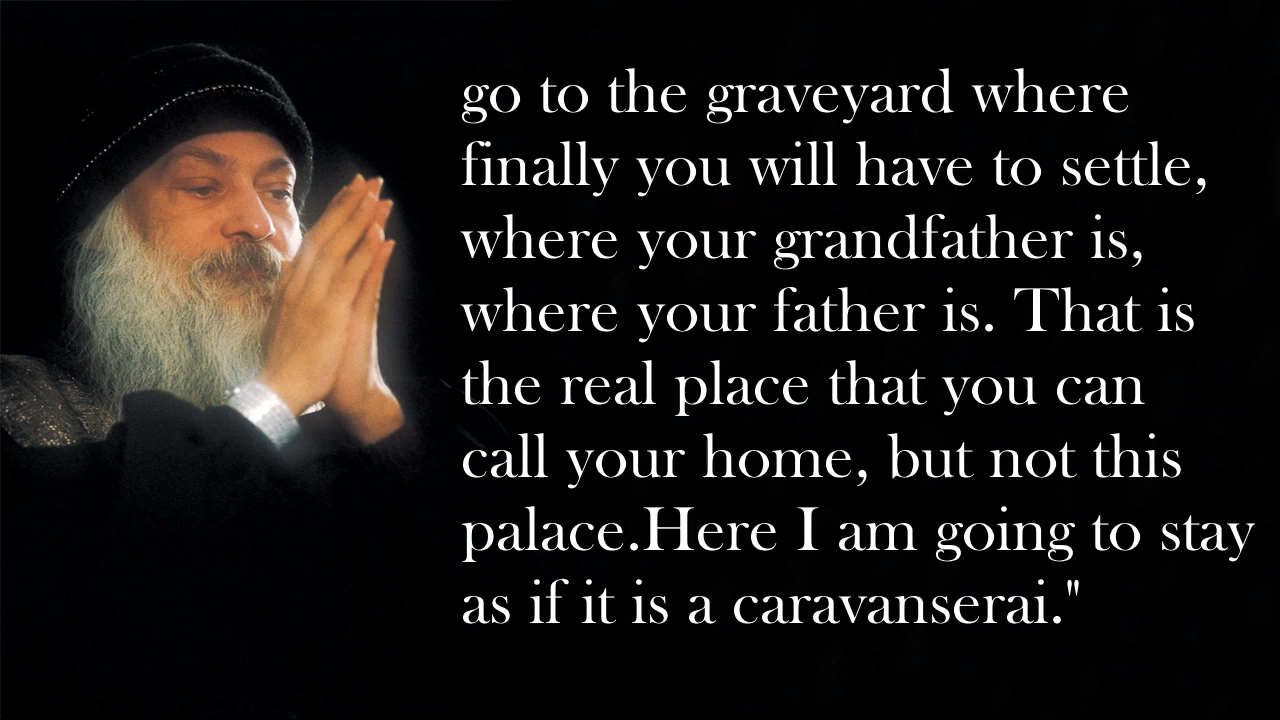 go to the graveyard where
finally you will have to settle,
where your grandfather is,
where your father is. That is
the real place that you can
call your home, but not this
palace.Here I am going to stay
as if it is a caravanserai."